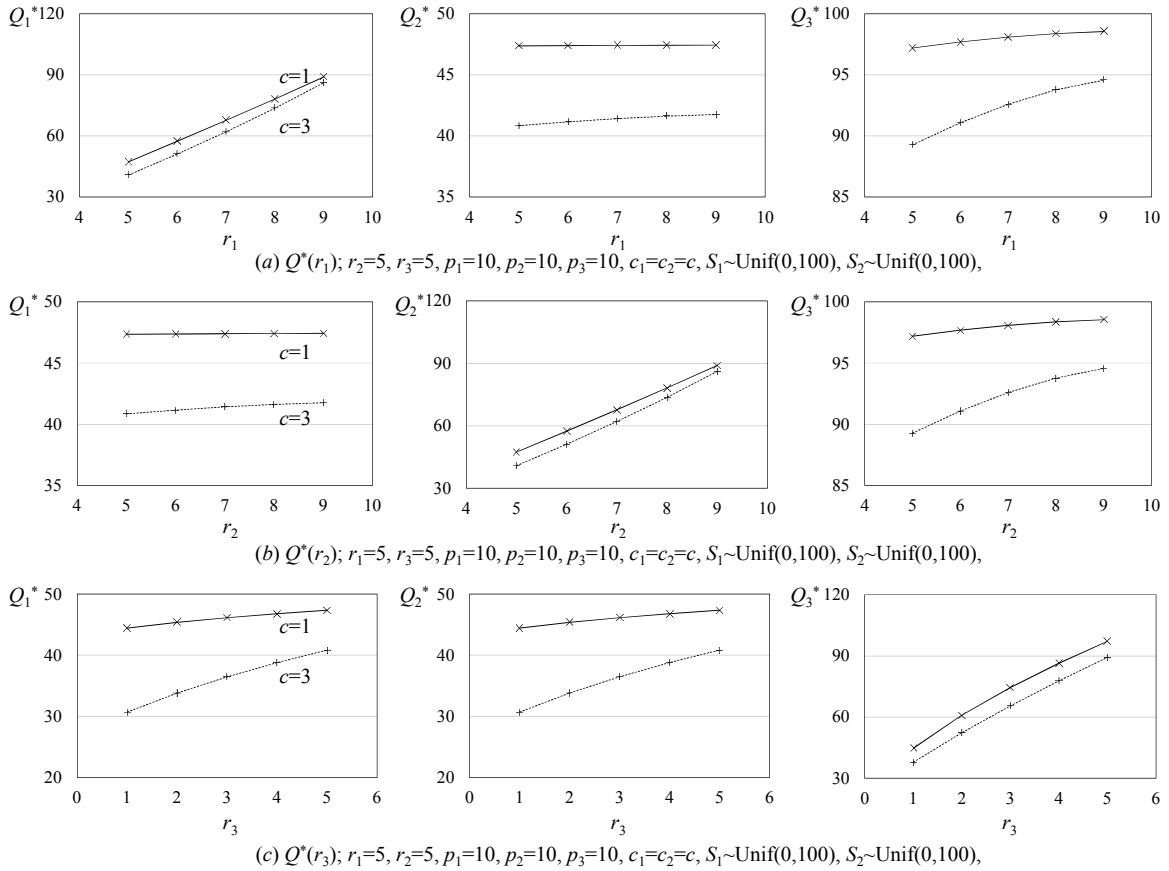 Q1* 120
90
60
30
c=1
c=3
4 5 6 7 8 9 10
r1
Q2* 50
45
40
35
4 5 6 7 8 9 10
r1
Q3* 100
95
90
85
4 5 6 7 8 9 10
r1
(a) Q*(r1); r2=5, r3=5, p1=10, p2=10, p3=10, c1=c2=c, S1~Unif(0,100), S2~Unif(0,100),
Q1* 50
45
40
35
c=1
c=3
4 5 6 7 8 9 10
r2
Q2* 120
90
60
30
4 5 6 7 8 9 10
r2
Q3* 100
95
90
85
4 5 6 7 8 9 10
r2
(b) Q*(r2); r1=5, r3=5, p1=10, p2=10, p3=10, c1=c2=c, S1~Unif(0,100), S2~Unif(0,100),
Q1* 50
40
30
20
c=1
c=3
0 1 2 3 4 5 6
r3
Q2* 50
40
30
20
0 1 2 3 4 5 6
r3
Q3* 120
90
60
30
0 1 2 3 4 5 6
r3
(c) Q*(r3); r1=5, r2=5, p1=10, p2=10, p3=10, c1=c2=c, S1~Unif(0,100), S2~Unif(0,100),